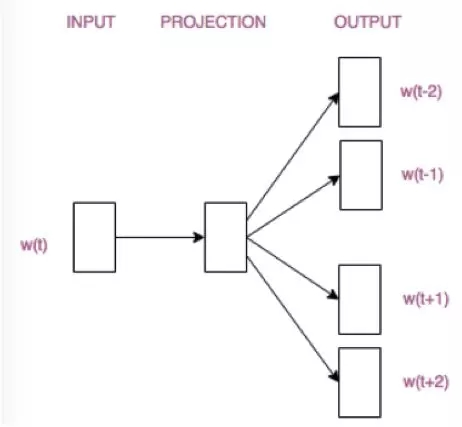 INPUT PROJECTION OUTPUT
w(t-2)
w(t-1)
w(t)
w(t+1)
w(t+2)